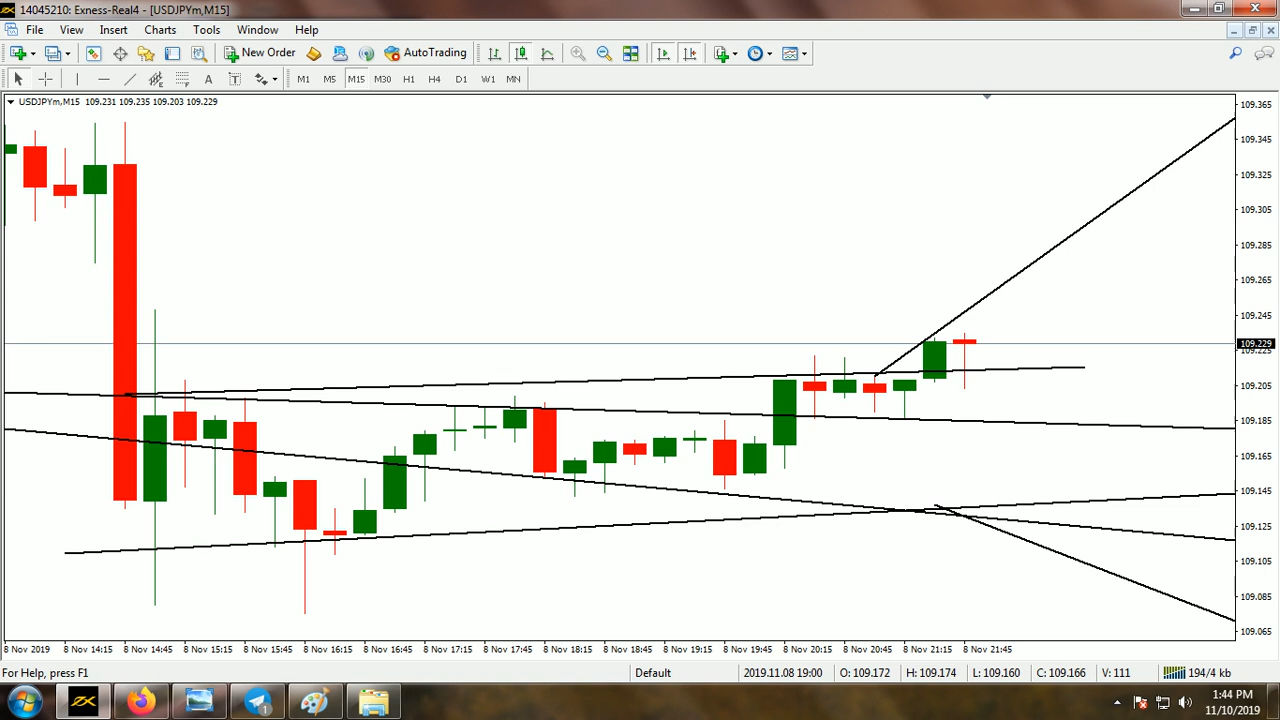 14045210: Exness-Real4 - [USDJPYm,M15]
File View Insert Charts Tools Window Help
New Order AutoTrading
A T M1 M5 M15 M30 H1 H4 D1 W1 MN
USDJPYm,M15 109.231 109.235 109.203 109.229
109.365
109.345
109.325
109.305
109.285
109.265
109.245
109.229
109.225
109.205
109.185
109.165
109.145
109.125
109.105
109.085
109.065
8 Nov 2019 8 Nov 14:15 8 Nov 14:45 8 Nov 15:15 8 Nov 15:45 8 Nov 16:15 8 Nov 16:45 8 Nov 17:15 8 Nov 17:45 8 Nov 18:15 8 Nov 18:45 8 Nov 19:15 8 Nov 19:45 8 Nov 20:15 8 Nov 20:45 8 Nov 21:15 8 Nov 21:45
For Help, press F1 Default 2019.11.08 19:00 O: 109.172 H: 109.174 L: 109.160 C: 109.166 V: 111 194/4 kb
1:44 PM
11/10/2019